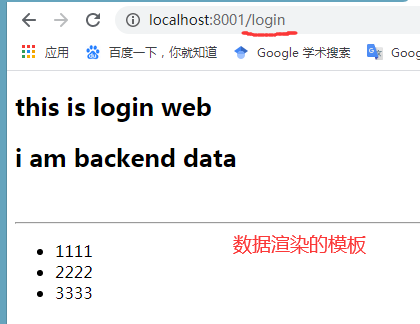 localhost:8001/login
应用 百度一下，你就知道 Google 学术搜索 Goog
this is login web
i am backend data
数据渲染的模板
1111
2222
3333